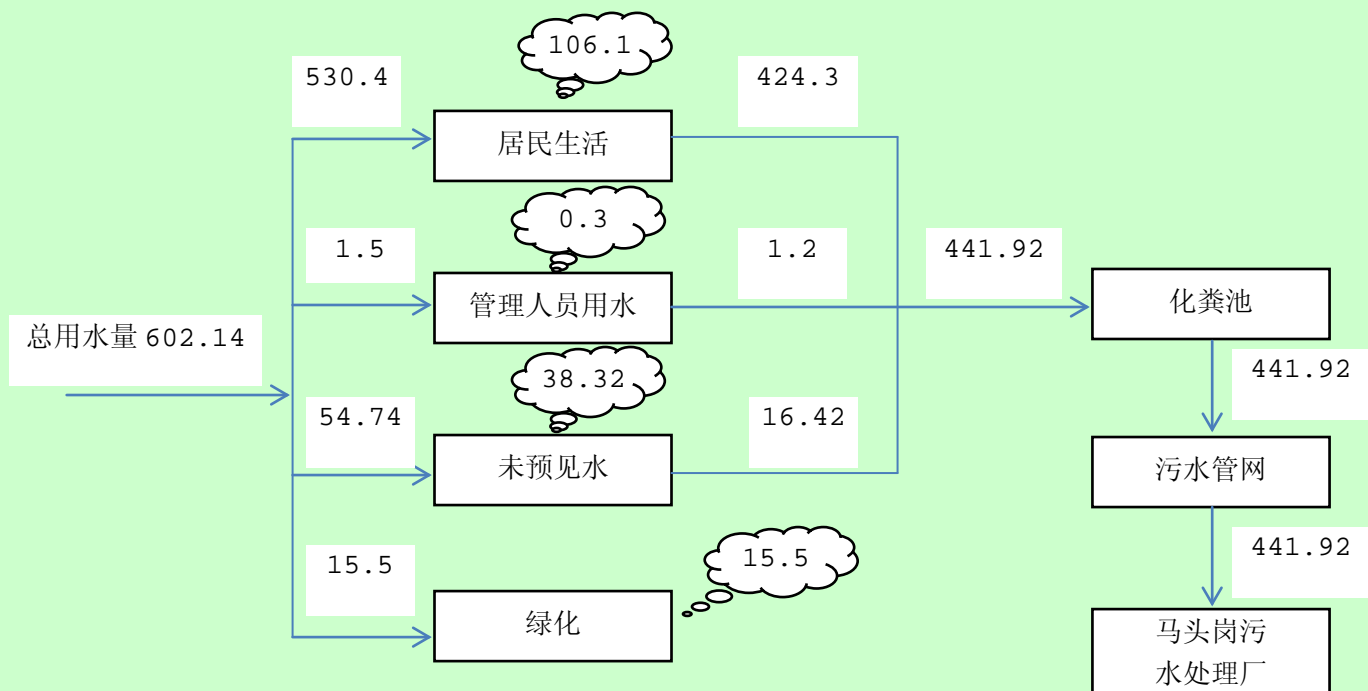 106.1
530.4
424.3
居民生活
0.3
1.5
1.2
441.92
管理人员用水
化粪池
总用水量 602.14
38.32
441.92
54.74
16.42
未预见水
污水管网
15.5
15.5
441.92
绿化
马头岗污
水处理厂